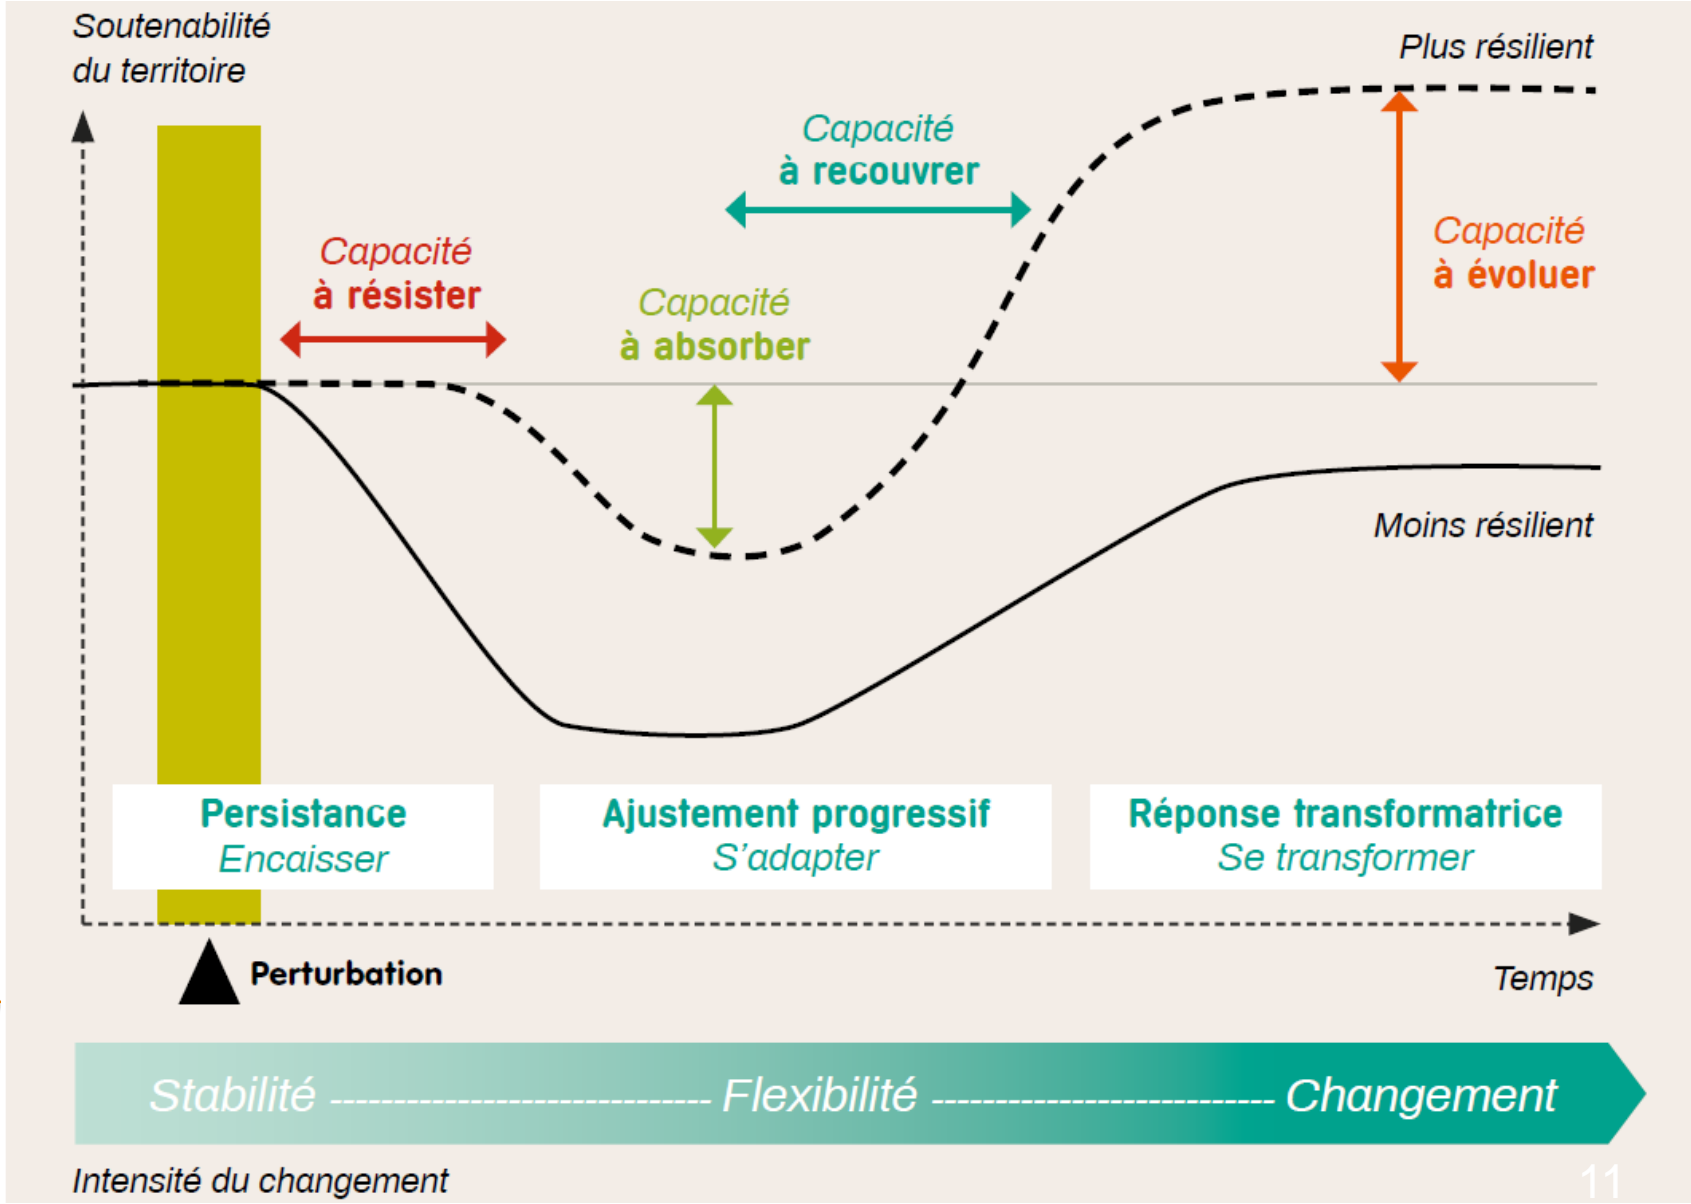 Soutenabilité
du territoire
Plus résilient
Capacité
à recouvrer
Capacité
à résister
Capacité
à évoluer
Capacité
à absorber
Moins résilient
Persistance
Encaisser
Ajustement progressif
S'adapter
Réponse transformatrice
Se transformer
Perturbation
Temps
Stabilité ------------------------------ Flexibilité --------------------------- Changement
Intensité du changement
11